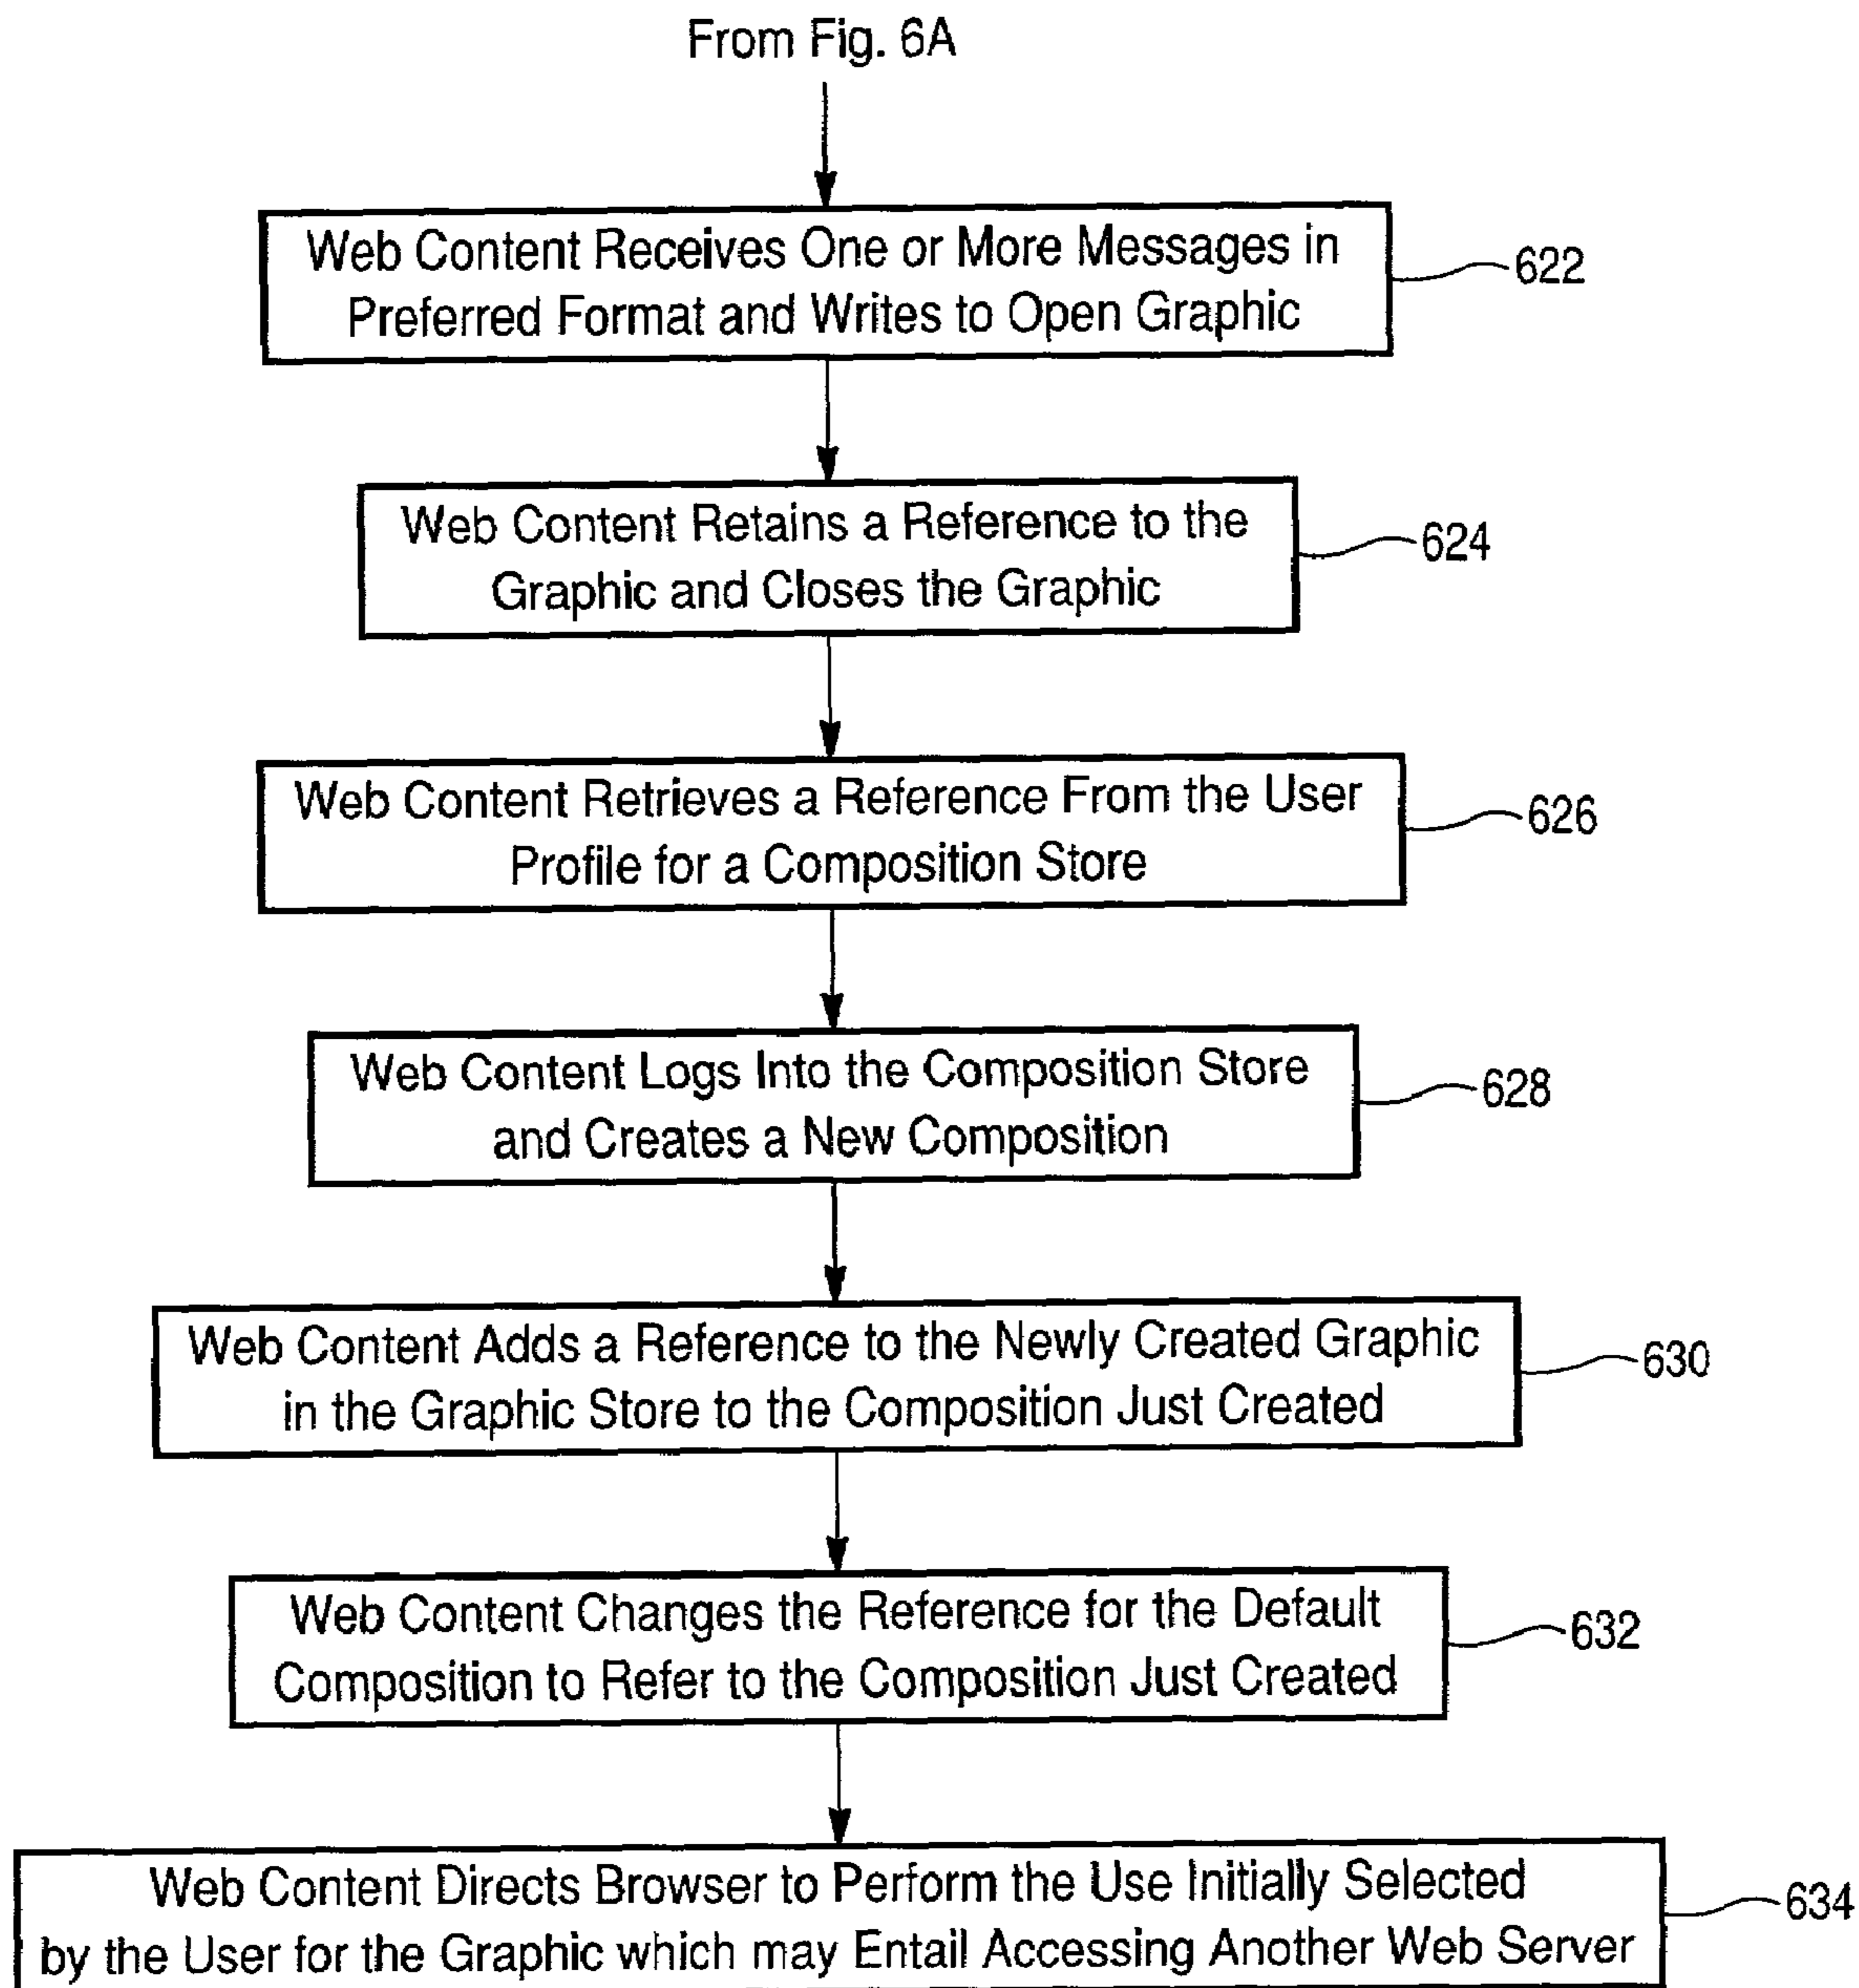 From Fig. 6A
Web Content Receives One or More Messages in
Preferred Format and Writes to Open Graphic
622
Web Content Retains a Reference to the
Graphic and Closes the Graphic
624
Web Content Retrieves a Reference From the User
Profile for a Composition Store
626
Web Content Logs Into the Composition Store
and Creates a New Composition
628
Web Content Adds a Reference to the Newly Created Graphic
in the Graphic Store to the Composition Just Created
630
Web Content Changes the Reference for the Default
Composition to Refer to the Composition Just Created
632
Web Content Directs Browser to Perform the Use Initially Selected
by the User for the Graphic which may Entail Accessing Another Web Server
634